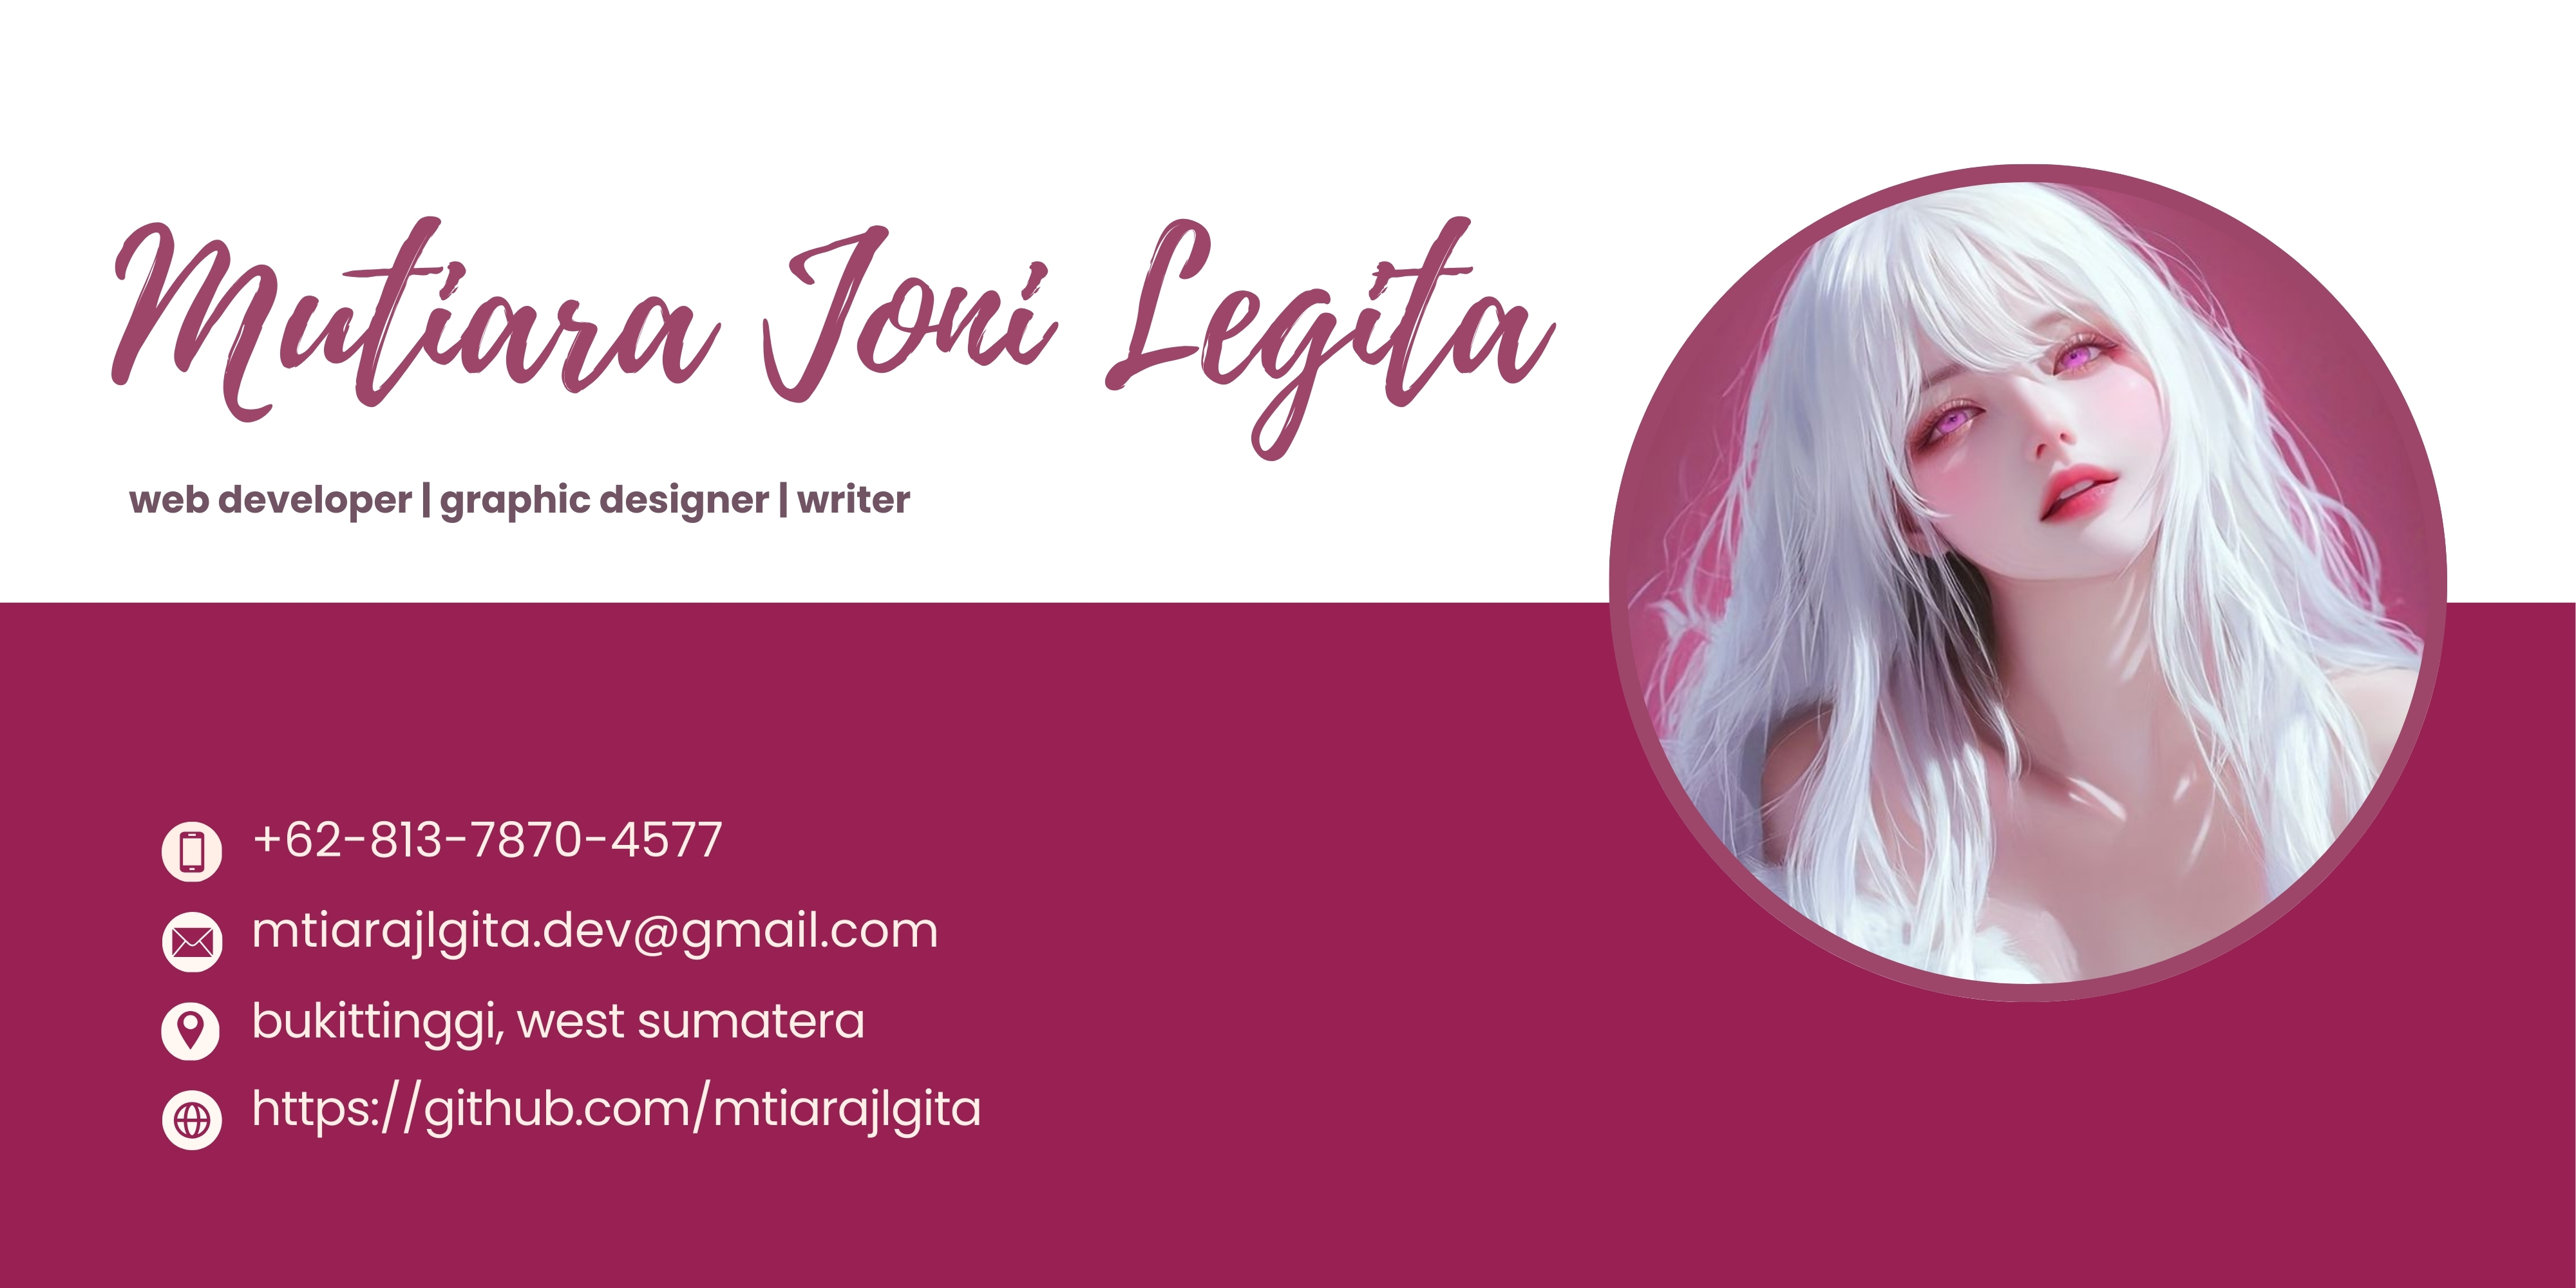 Mutiara Joni Legita
web developer | graphic designer | writer
+62-813-7870-4577
mtiarajlgita.dev@gmail.com
bukittinggi, west sumatera
https://github.com/mtiarajlgita